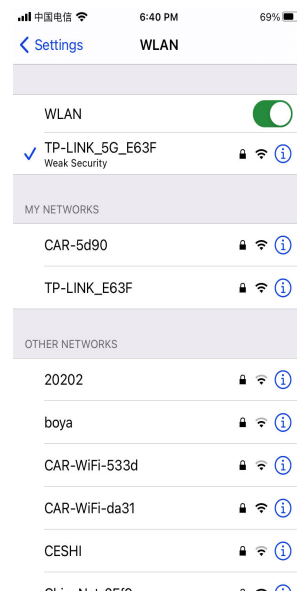 中国电信 6:40 PM 69%
Settings WLAN
WLAN
TP-LINK_5G_E63F
Weak Security
MY NETWORKS
CAR-5d90
TP-LINK_E63F
OTHER NETWORKS
20202
boya
CAR-WiFi-533d
CAR-WiFi-da31
CESHI